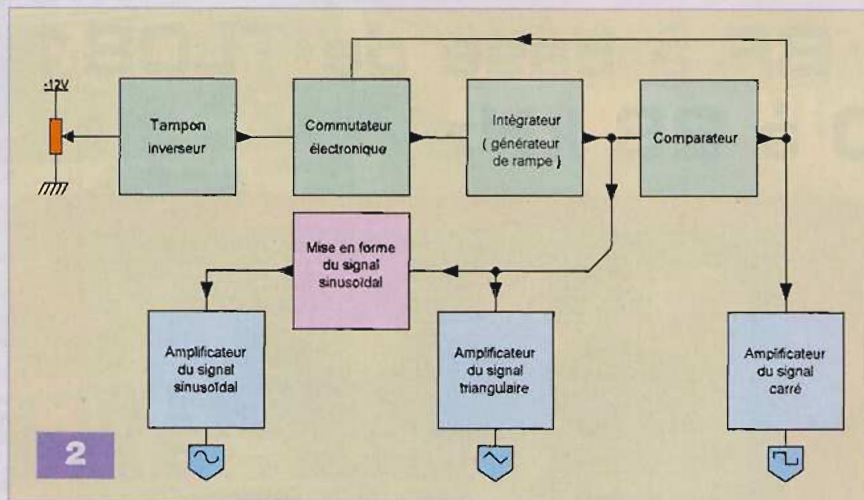 -12V
Tampon
inverseur
Commutateur
électronique
Intégrateur
( générateur
de rampe )
Comparateur
Mise en forme
du signal
sinusoïdal
Amplificateur
du signal
sinusoïdal
Amplificateur
du signal
triangulaire
Amplificateur
du signal
carré
2